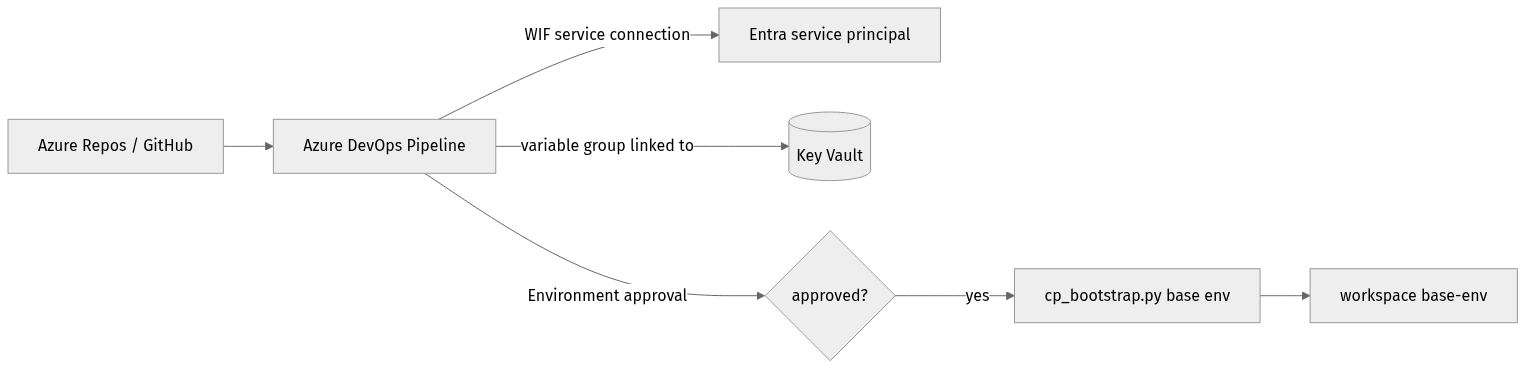 WIF service connection
Entra service principal
Azure Repos / GitHub
Azure DevOps Pipeline
variable group linked to
Key Vault
Environment approval
approved?
yes
cp_bootstrap.py base env
workspace base-env